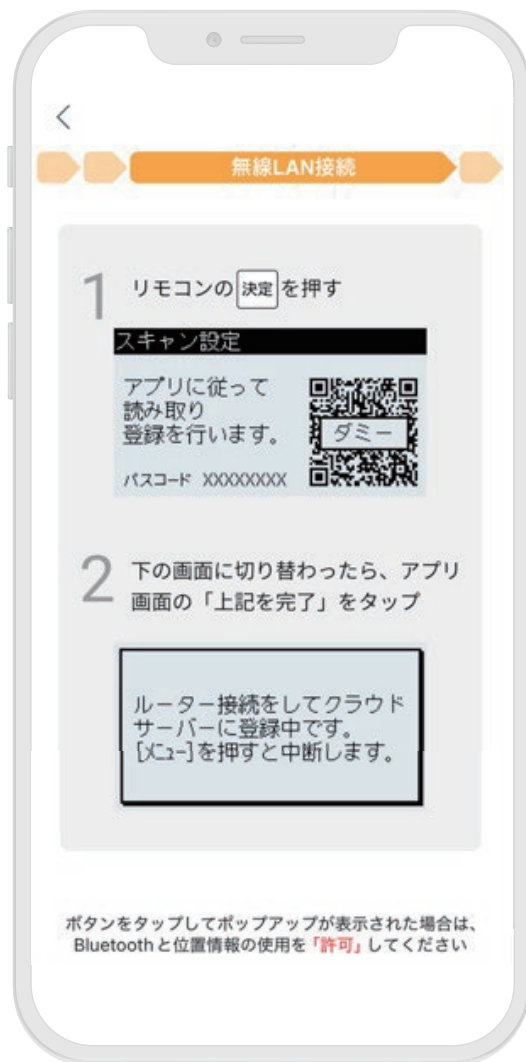 無線LAN接続
1 リモコンの 決定 を押す
スキャン設定
アプリに従って
読み取り
登録を行います。
ダミー
パスコード XXXXXXXX
2 下の画面に切り替わったら、アプリ
画面の「上記を完了」をタップ
ルーター接続をしてクラウド
サーバーに登録中です。
[メニュー]を押すと中断します。
ボタンをタップしてポップアップが表示された場合は、
Bluetoothと位置情報の使用を「許可」してください